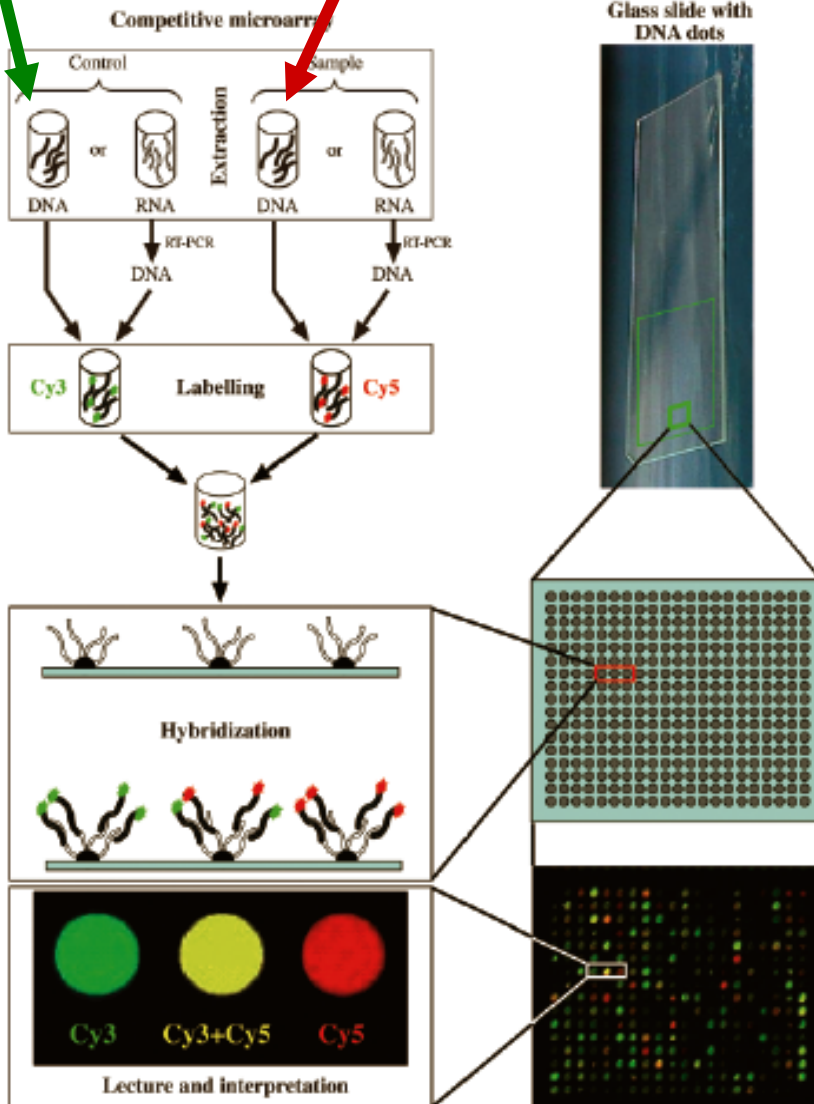 Competitive microarray
Control
Sample
Extraction
or
or
DNA
RNA
DNA
RNA
RT-PCR
RT-PCR
DNA
DNA
Cy3
Labelling
Cy5
Hybridization
Cy3
Cy3+Cy5
Cy5
Lecture and interpretation
Glass slide with
DNA dots